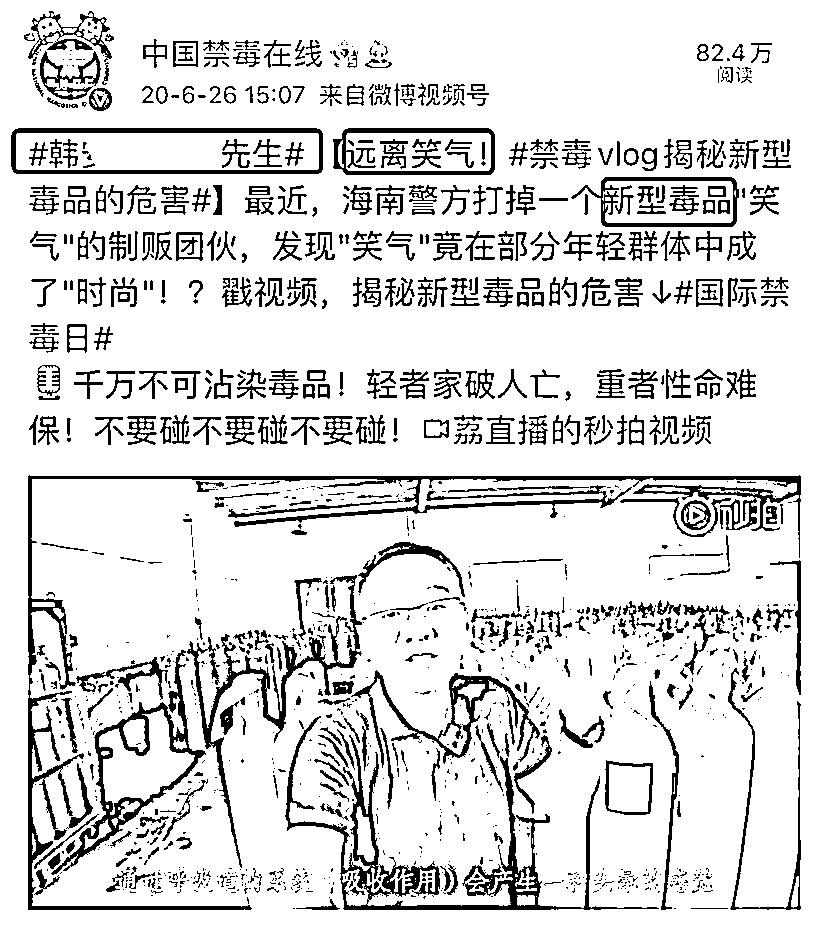 中国禁毒在线
82.4万
阅读
20-6-26 15:07 来自微博视频号
#韩 先生#【远离笑气! #禁毒vlog揭秘新型
毒品的危害#】最近，海南警方打掉一个新型毒品"笑
气"的制贩团伙，发现"笑气"竟在部分年轻群体中成
了"时尚"！？戳视频，揭秘新型毒品的危害↓#国际禁
毒日#
千万不可沾染毒品！轻者家破人亡，重者性命难
保！不要碰不要碰不要碰！ 荔直播的秒拍视频
秒拍
通过呼吸道的系统（吸收作用）会产生一种头晕的